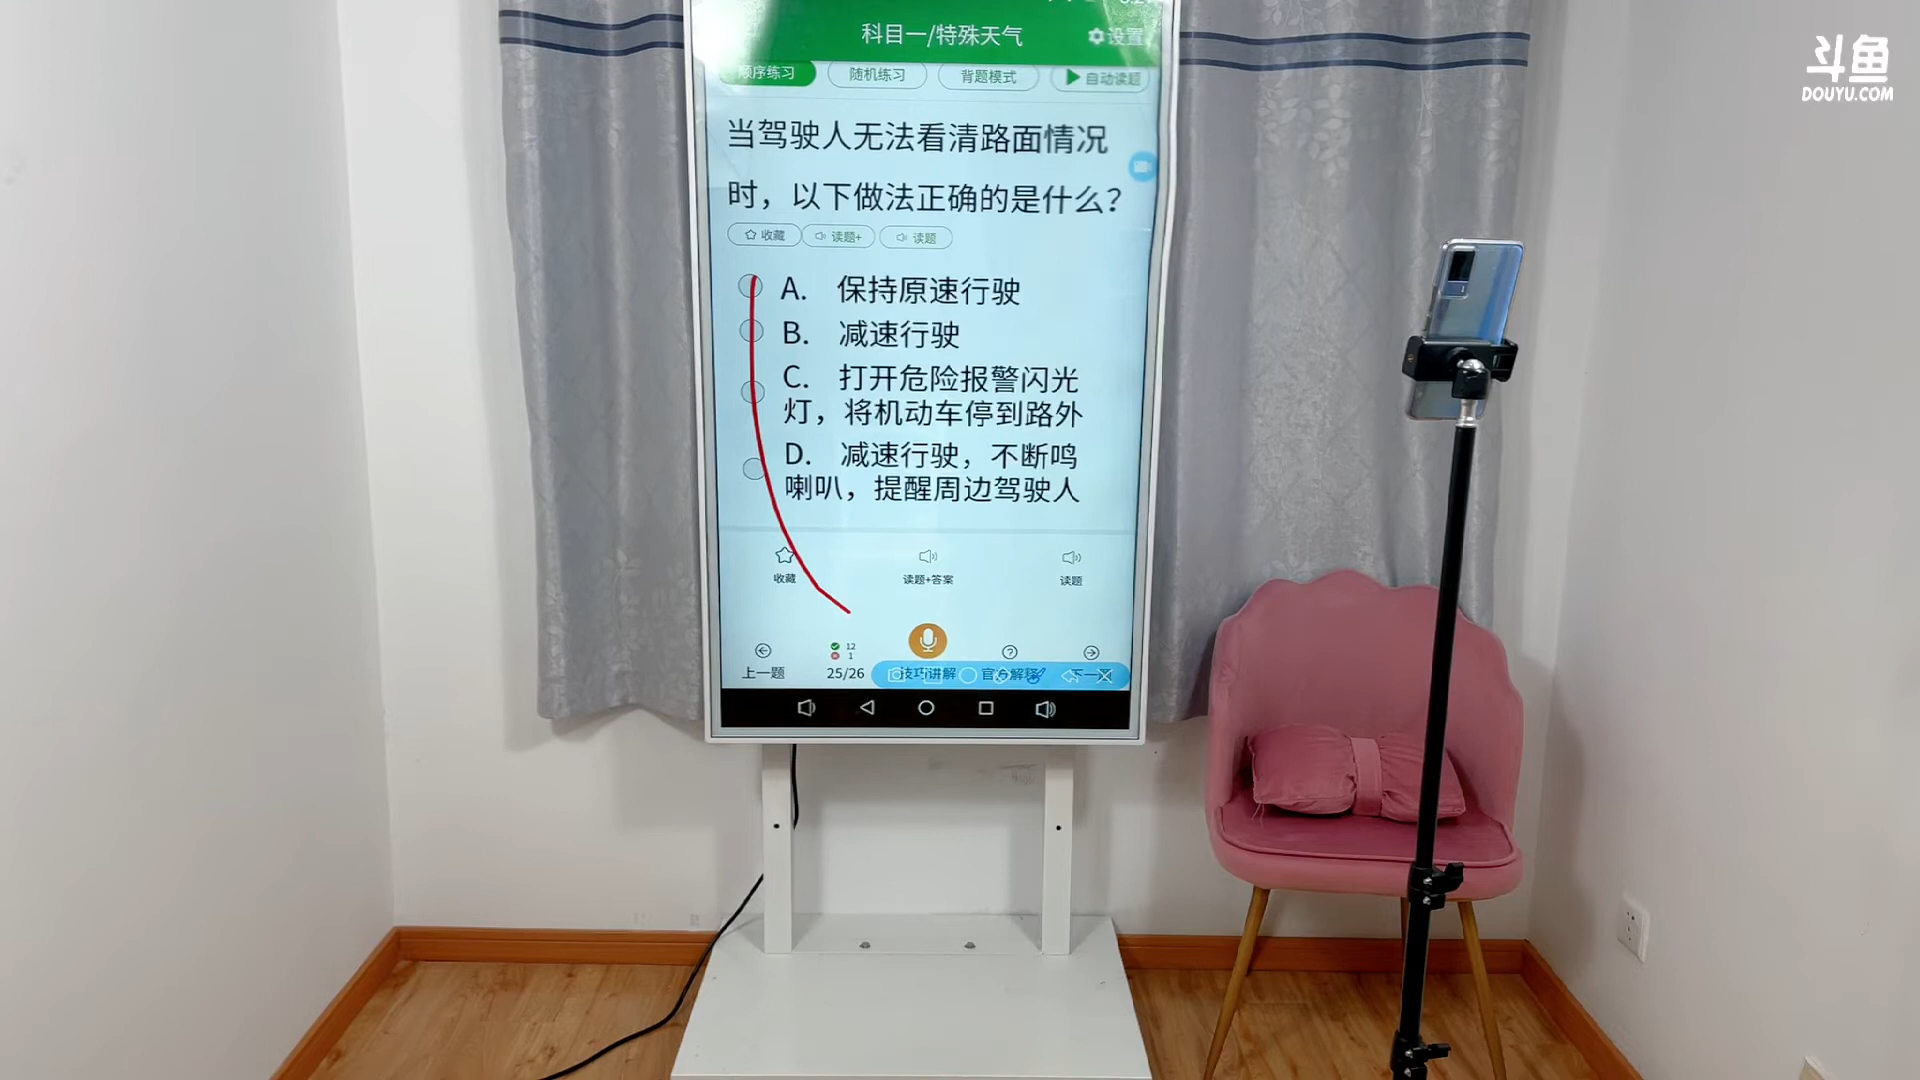 斗鱼
DOUYU.COM
科目一/特殊天气
设置
顺序练习
随机练习
背题模式
自动读题
当驾驶人无法看清路面情况
时，以下做法正确的是什么?
收藏
读题+
读题
A. 保持原速行驶
B. 减速行驶
C. 打开危险报警闪光
灯，将机动车停到路外
D. 减速行驶，不断鸣
喇叭，提醒周边驾驶人
收藏
读题+答案
读题
12
1
上一题
25/26
技巧讲解
官方解释
下一题